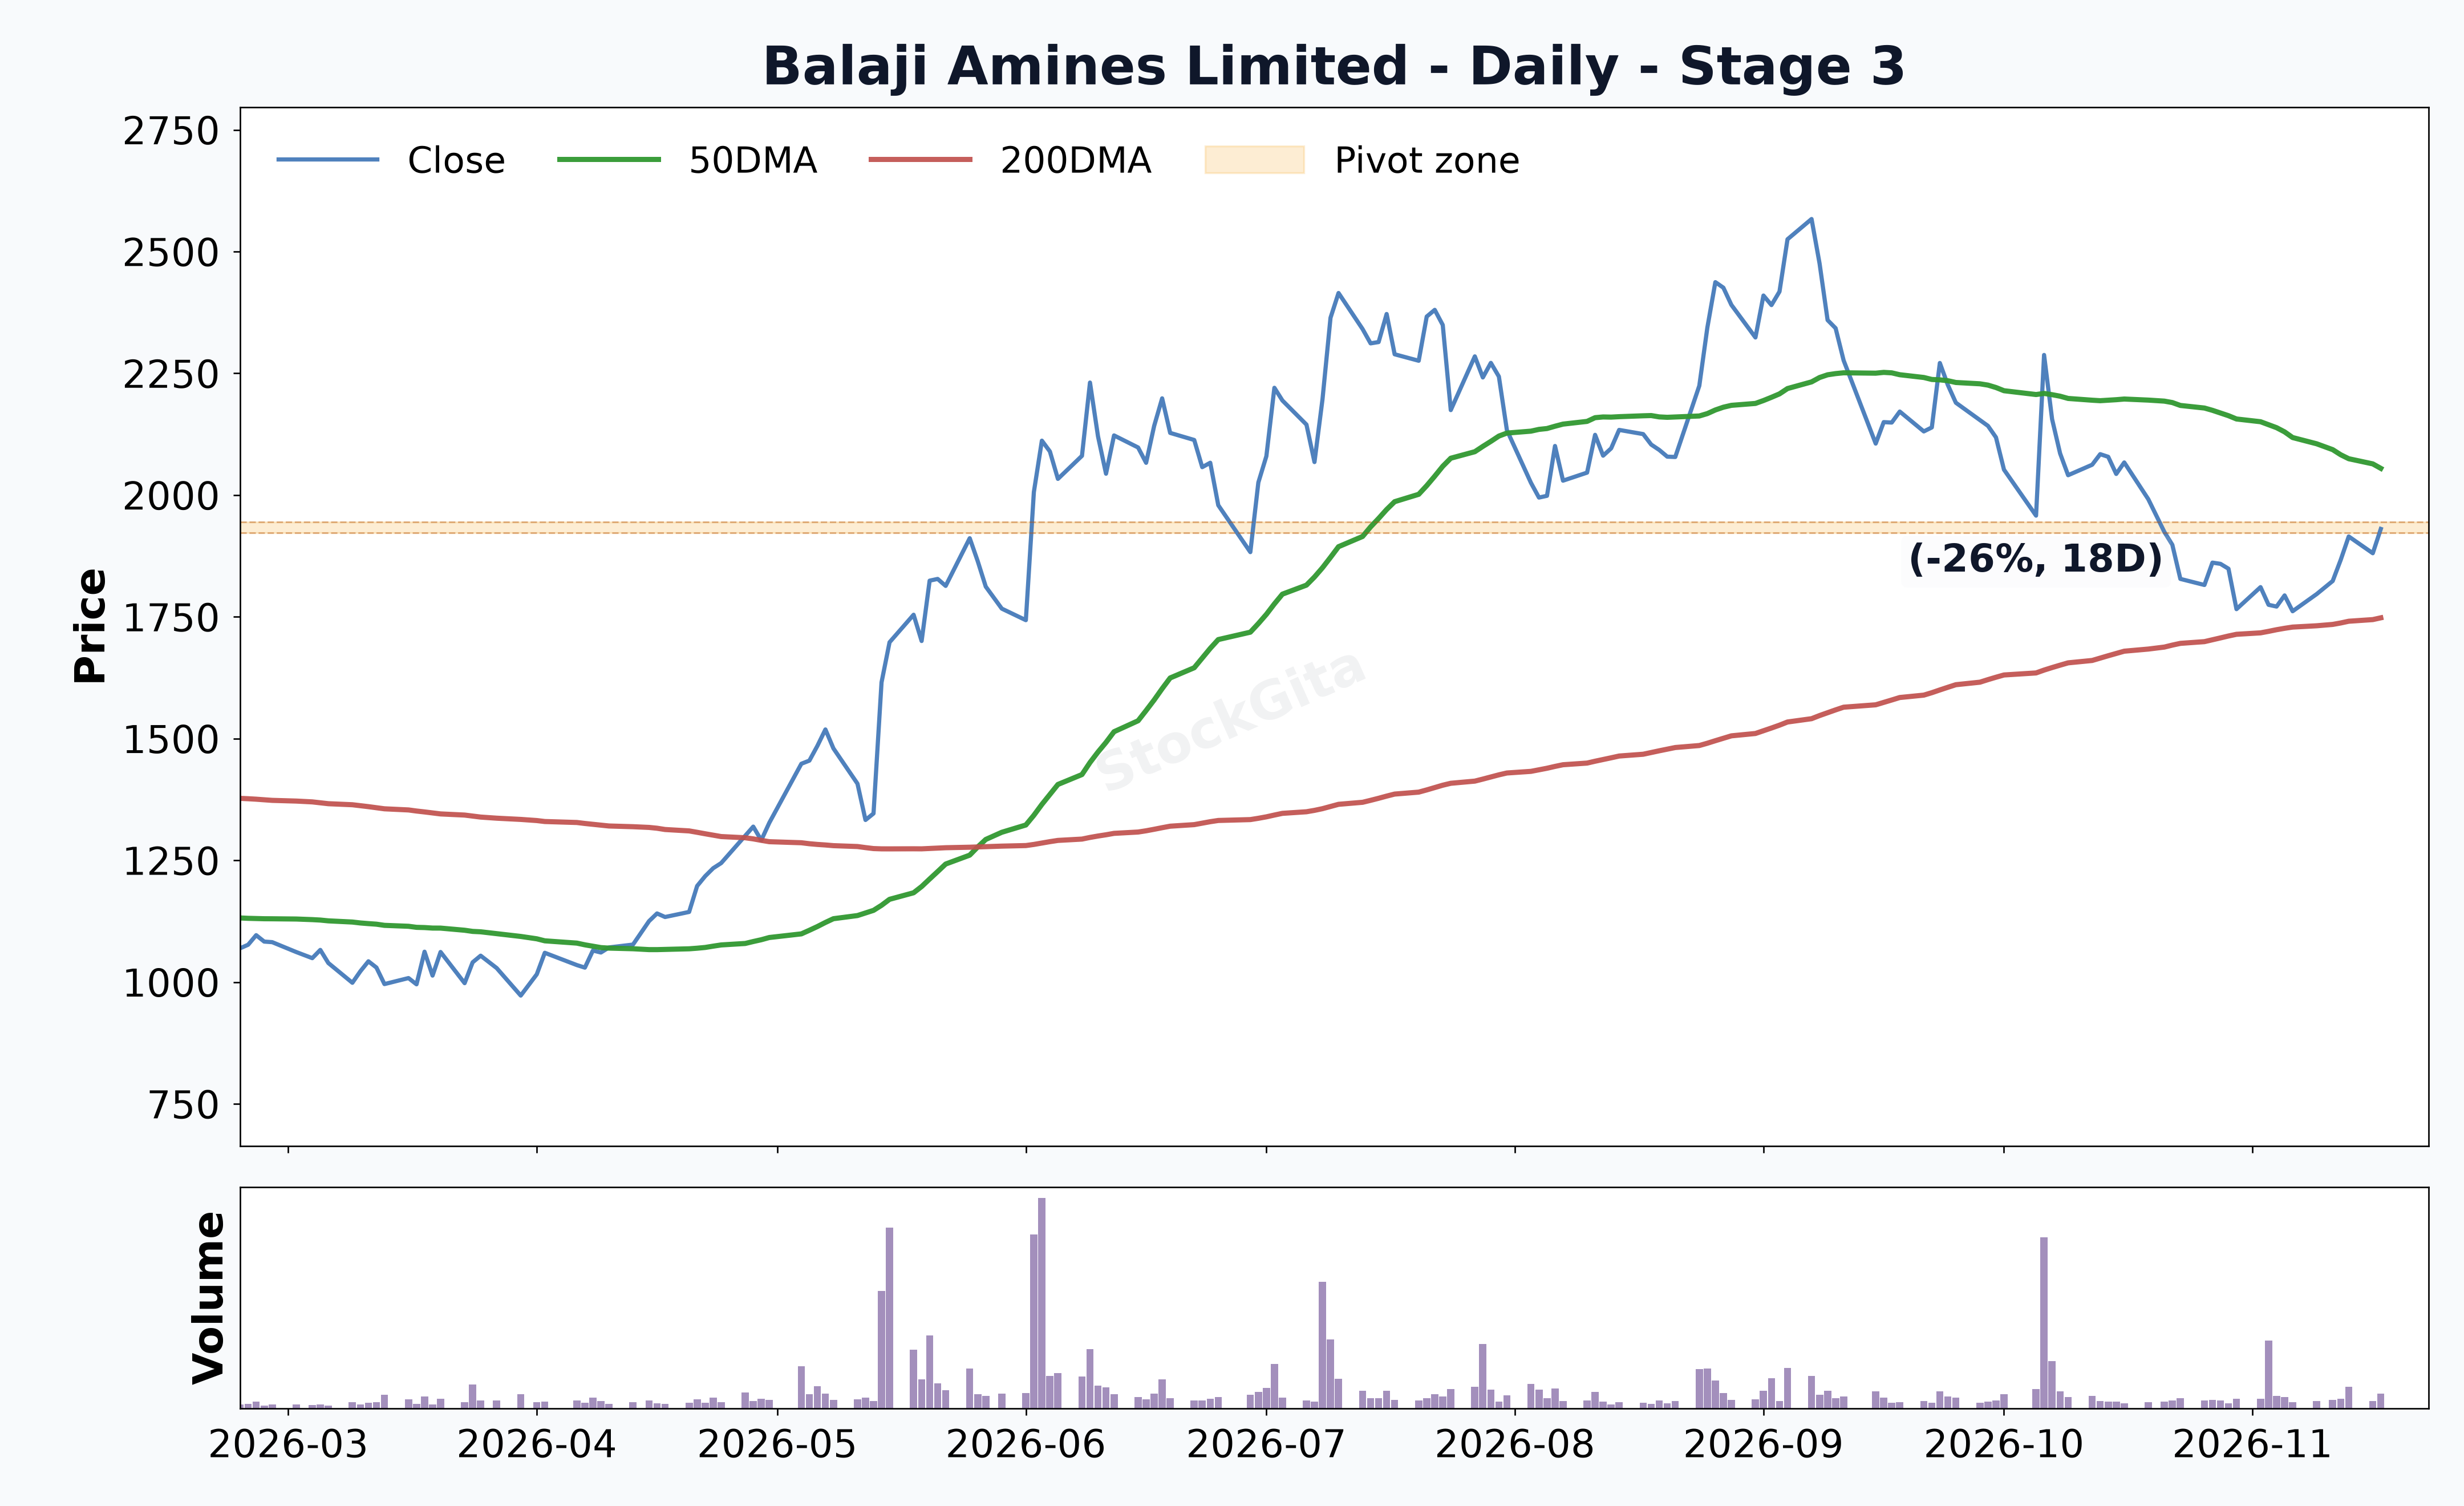 Balaji Amines Limited - Daily - Stage 3
Close 50DMA 200DMA Pivot zone
Price
2750
2500
2250
2000
1750
1500
1250
1000
750
(-26%, 18D)
StockGita
Volume
2026-03 2026-04 2026-05 2026-06 2026-07 2026-08 2026-09 2026-10 2026-11